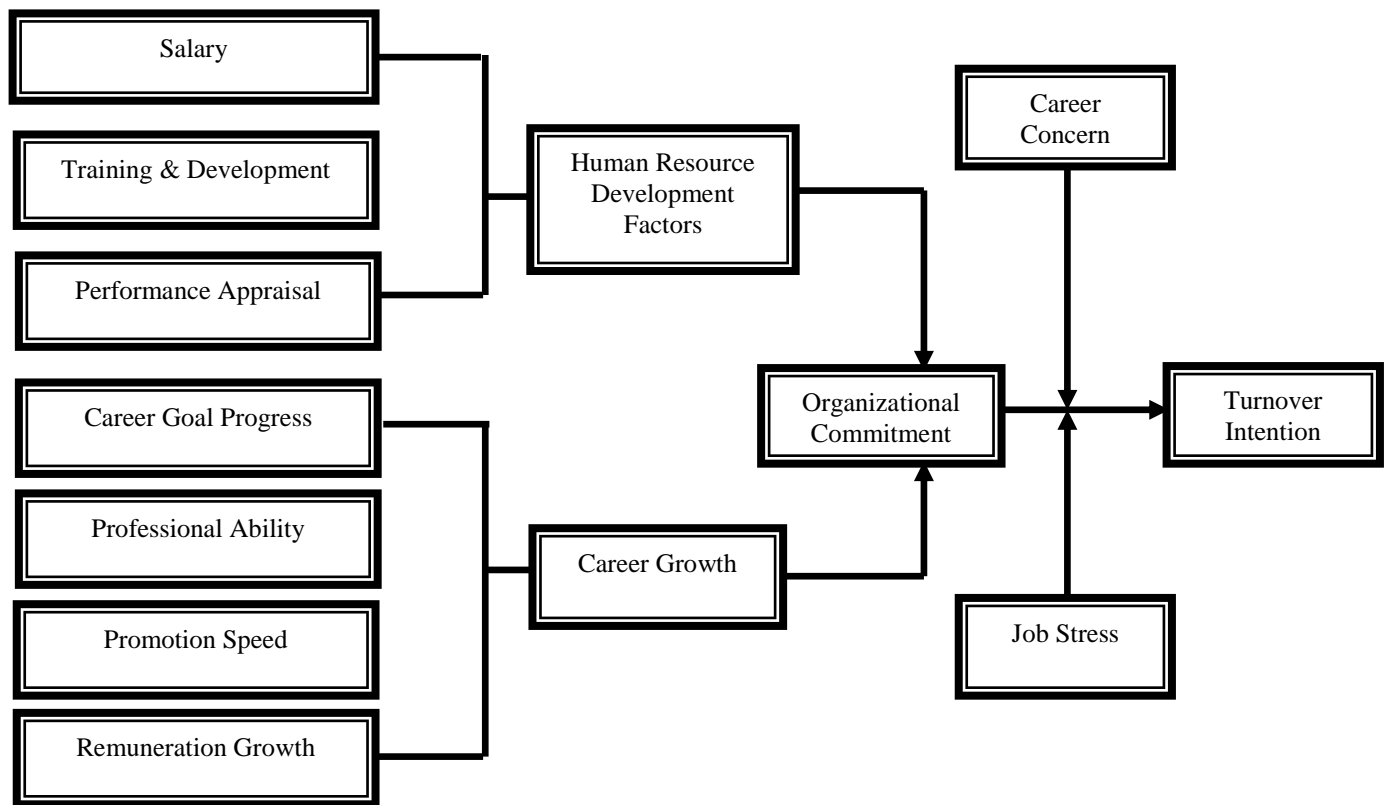 Salary
Training & Development
Performance Appraisal
Career Goal Progress
Professional Ability
Promotion Speed
Remuneration Growth
Human Resource
Development
Factors
Career Growth
Organizational
Commitment
Career
Concern
Job Stress
Turnover
Intention